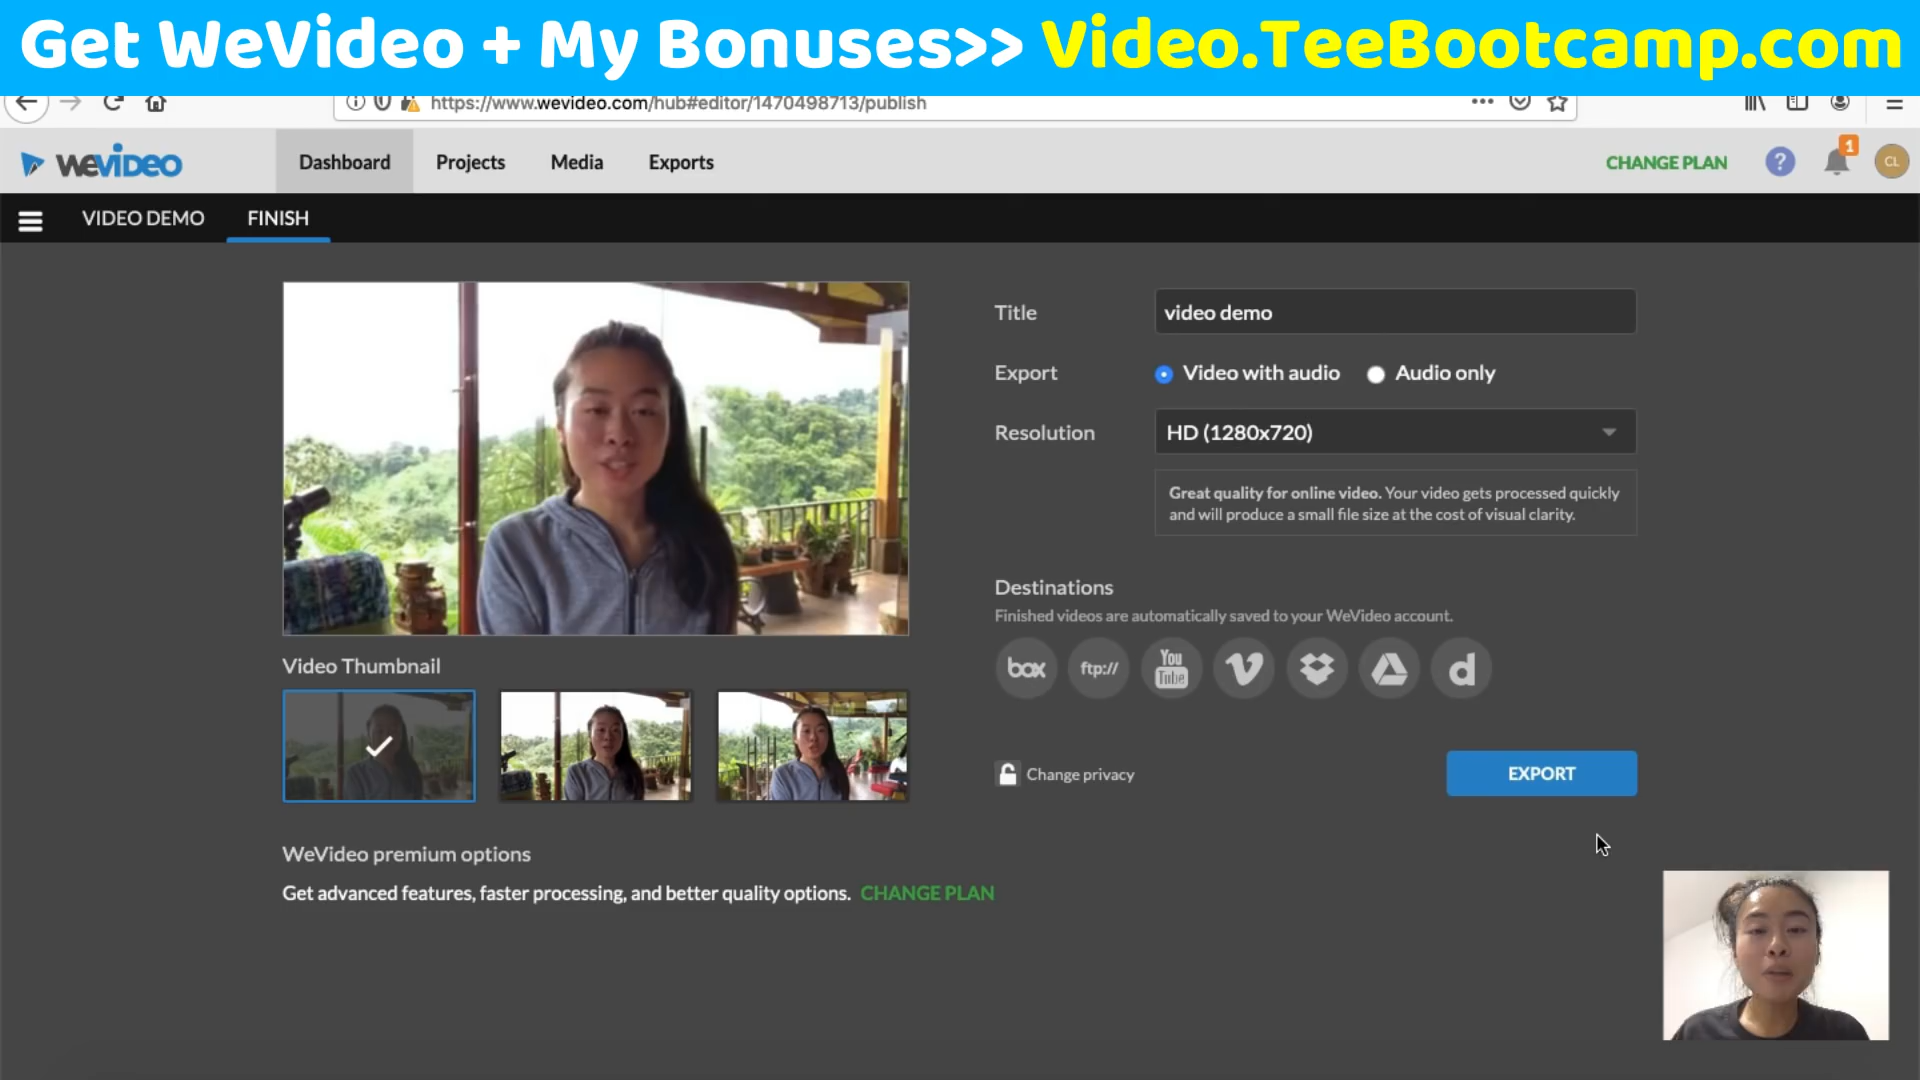 Get WeVideo + My Bonuses>> Video.TeeBootcamp.com
https://www.wevideo.com/hub#editor/1470498713/publish
WEVIDEO
Dashboard
Projects
Media
Exports
CHANGE PLAN
?
1
CL
VIDEO DEMO
FINISH
Title
video demo
Export
Video with audio
Audio only
Resolution
HD (1280x720)
Great quality for online video. Your video gets processed quickly
and will produce a small file size at the cost of visual clarity.
Destinations
Finished videos are automatically saved to your WeVideo account.
box
ftp://
You
Tube
d
Video Thumbnail
Change privacy
EXPORT
WeVideo premium options
Get advanced features, faster processing, and better quality options. CHANGE PLAN